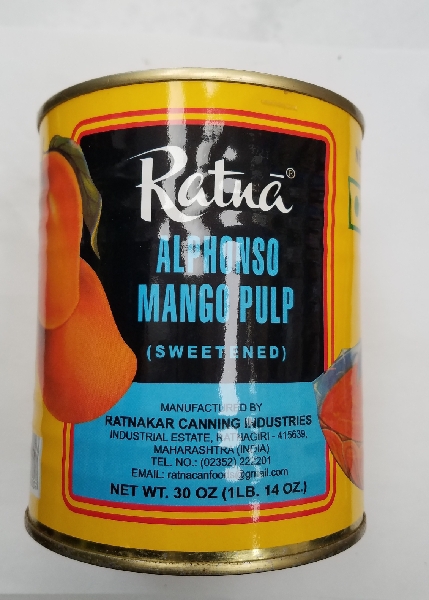 Ratnā®
ALPHONSO
MANGO PULP
(SWEETENED)
MANUFACTURED BY
RATNAKAR CANNING INDUSTRIES
INDUSTRIAL ESTATE, RATNAGIRI - 415639,
MAHARASHTRA (INDIA)
TEL. NO.: (02352) 222201
EMAIL: ratnacanfoods@gmail.com
NET WT. 30 OZ (1LB. 14 OZ.)